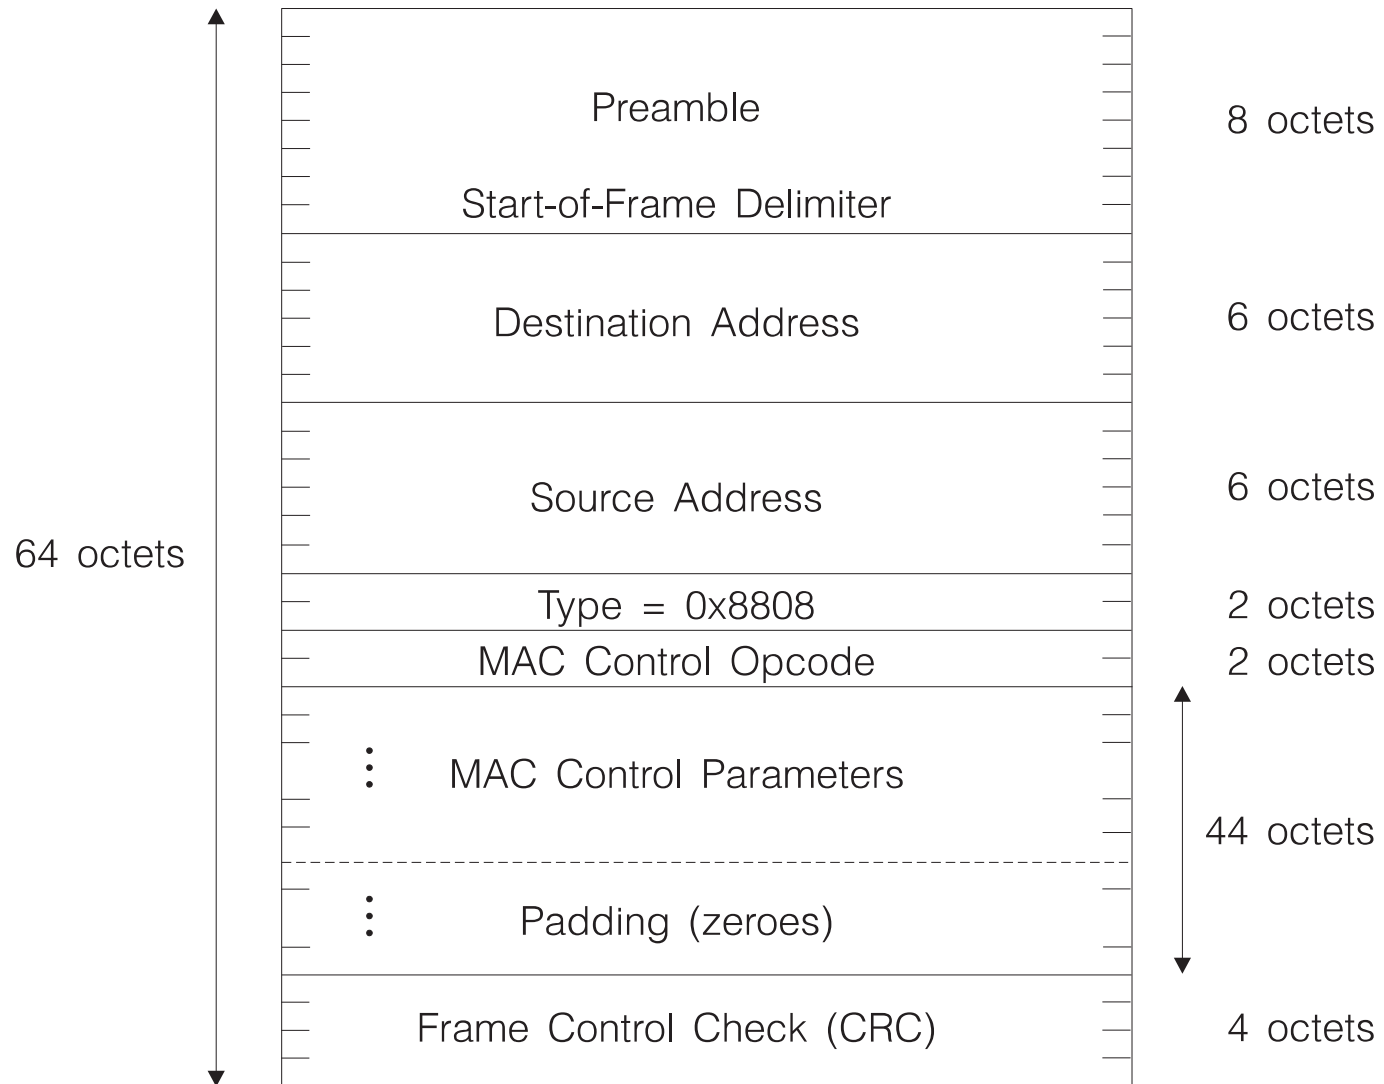 Preamble
8 octets
Start-of-Frame Delimiter
Destination Address
6 octets
Source Address
6 octets
64 octets
Type = 0x8808
2 octets
MAC Control Opcode
2 octets
MAC Control Parameters
44 octets
Padding (zeroes)
Frame Control Check (CRC)
4 octets